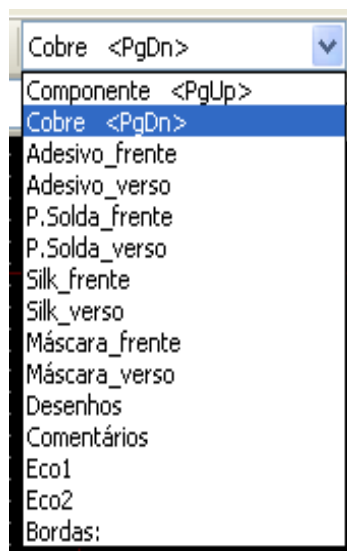 Cobre <PgDn>
Componente <PgUp>
Cobre <PgDn>
Adesivo_frente
Adesivo_verso
P.Solda_frente
P.Solda_verso
Silk_frente
Silk_verso
Máscara_frente
Máscara_verso
Desenhos
Comentários
Eco1
Eco2
Bordas: